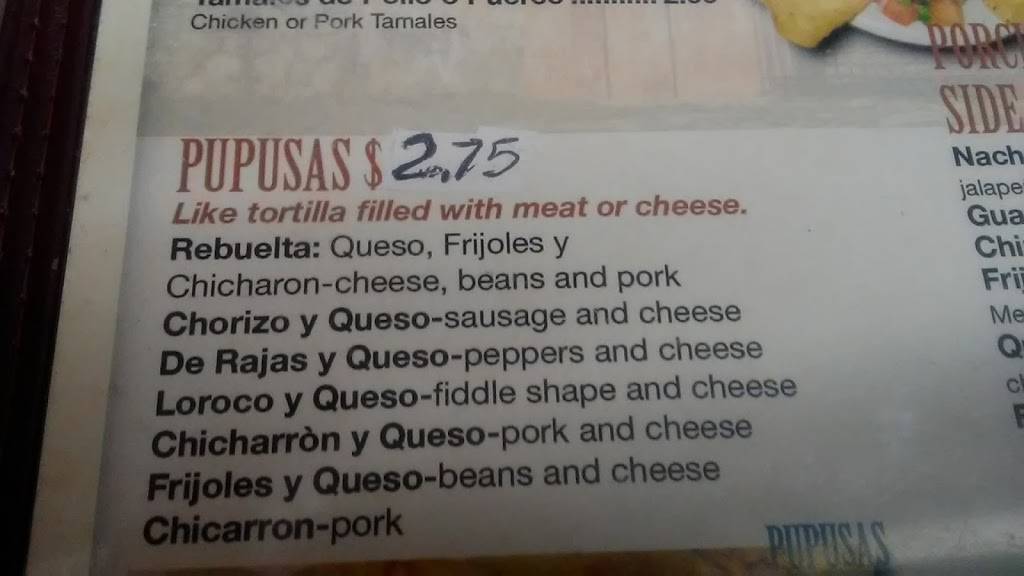 Chicken or Pork Tamales
PUPUSAS $ 2.75
Like tortilla filled with meat or cheese.
Rebuelta: Queso, Frijoles y
Chicharon-cheese, beans and pork
Chorizo y Queso-sausage and cheese
De Rajas y Queso-peppers and cheese
Loroco y Queso-fiddle shape and cheese
Chicharròn y Queso-pork and cheese
Frijoles y Queso-beans and cheese
Chicarron-pork
SIDE
PUPUSAS